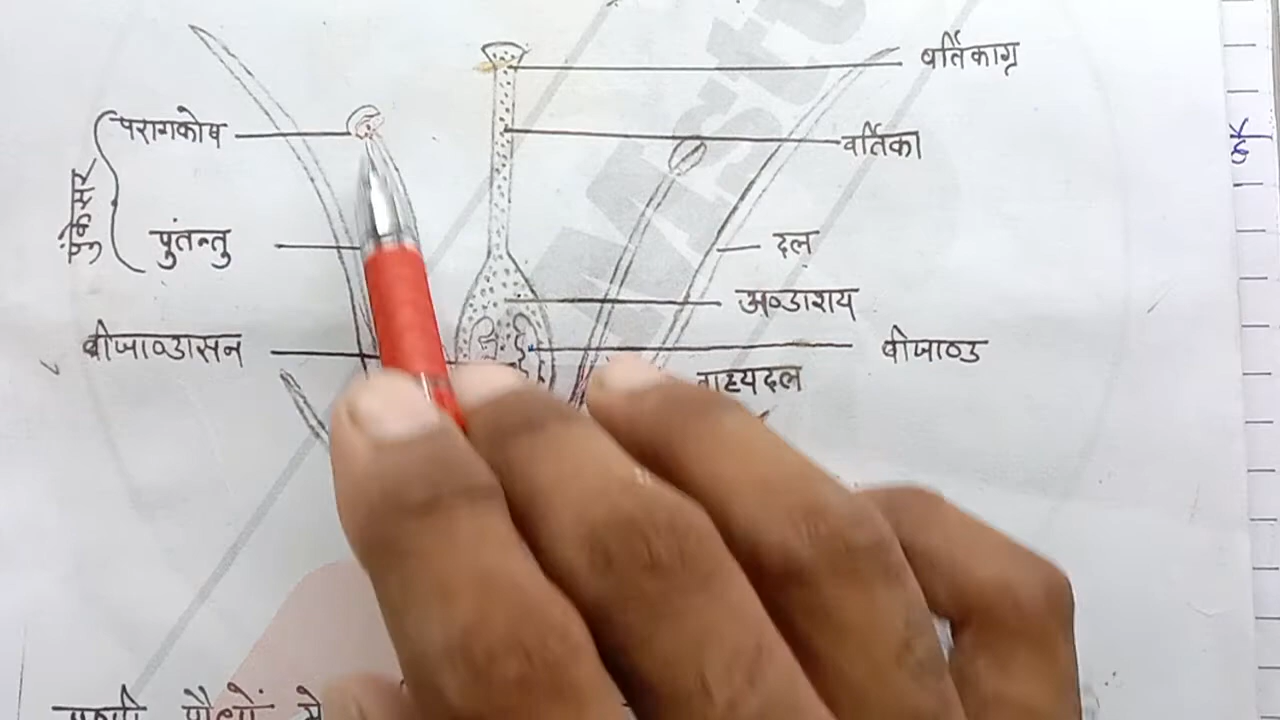 वर्तिकाग्र
परागकोष
वर्तिका
पुंकेसर
पुंतन्तु
दल
अण्डाशय
बीजाण्डासन
बीजाण्ड
बाह्यदल
है
पौधों में